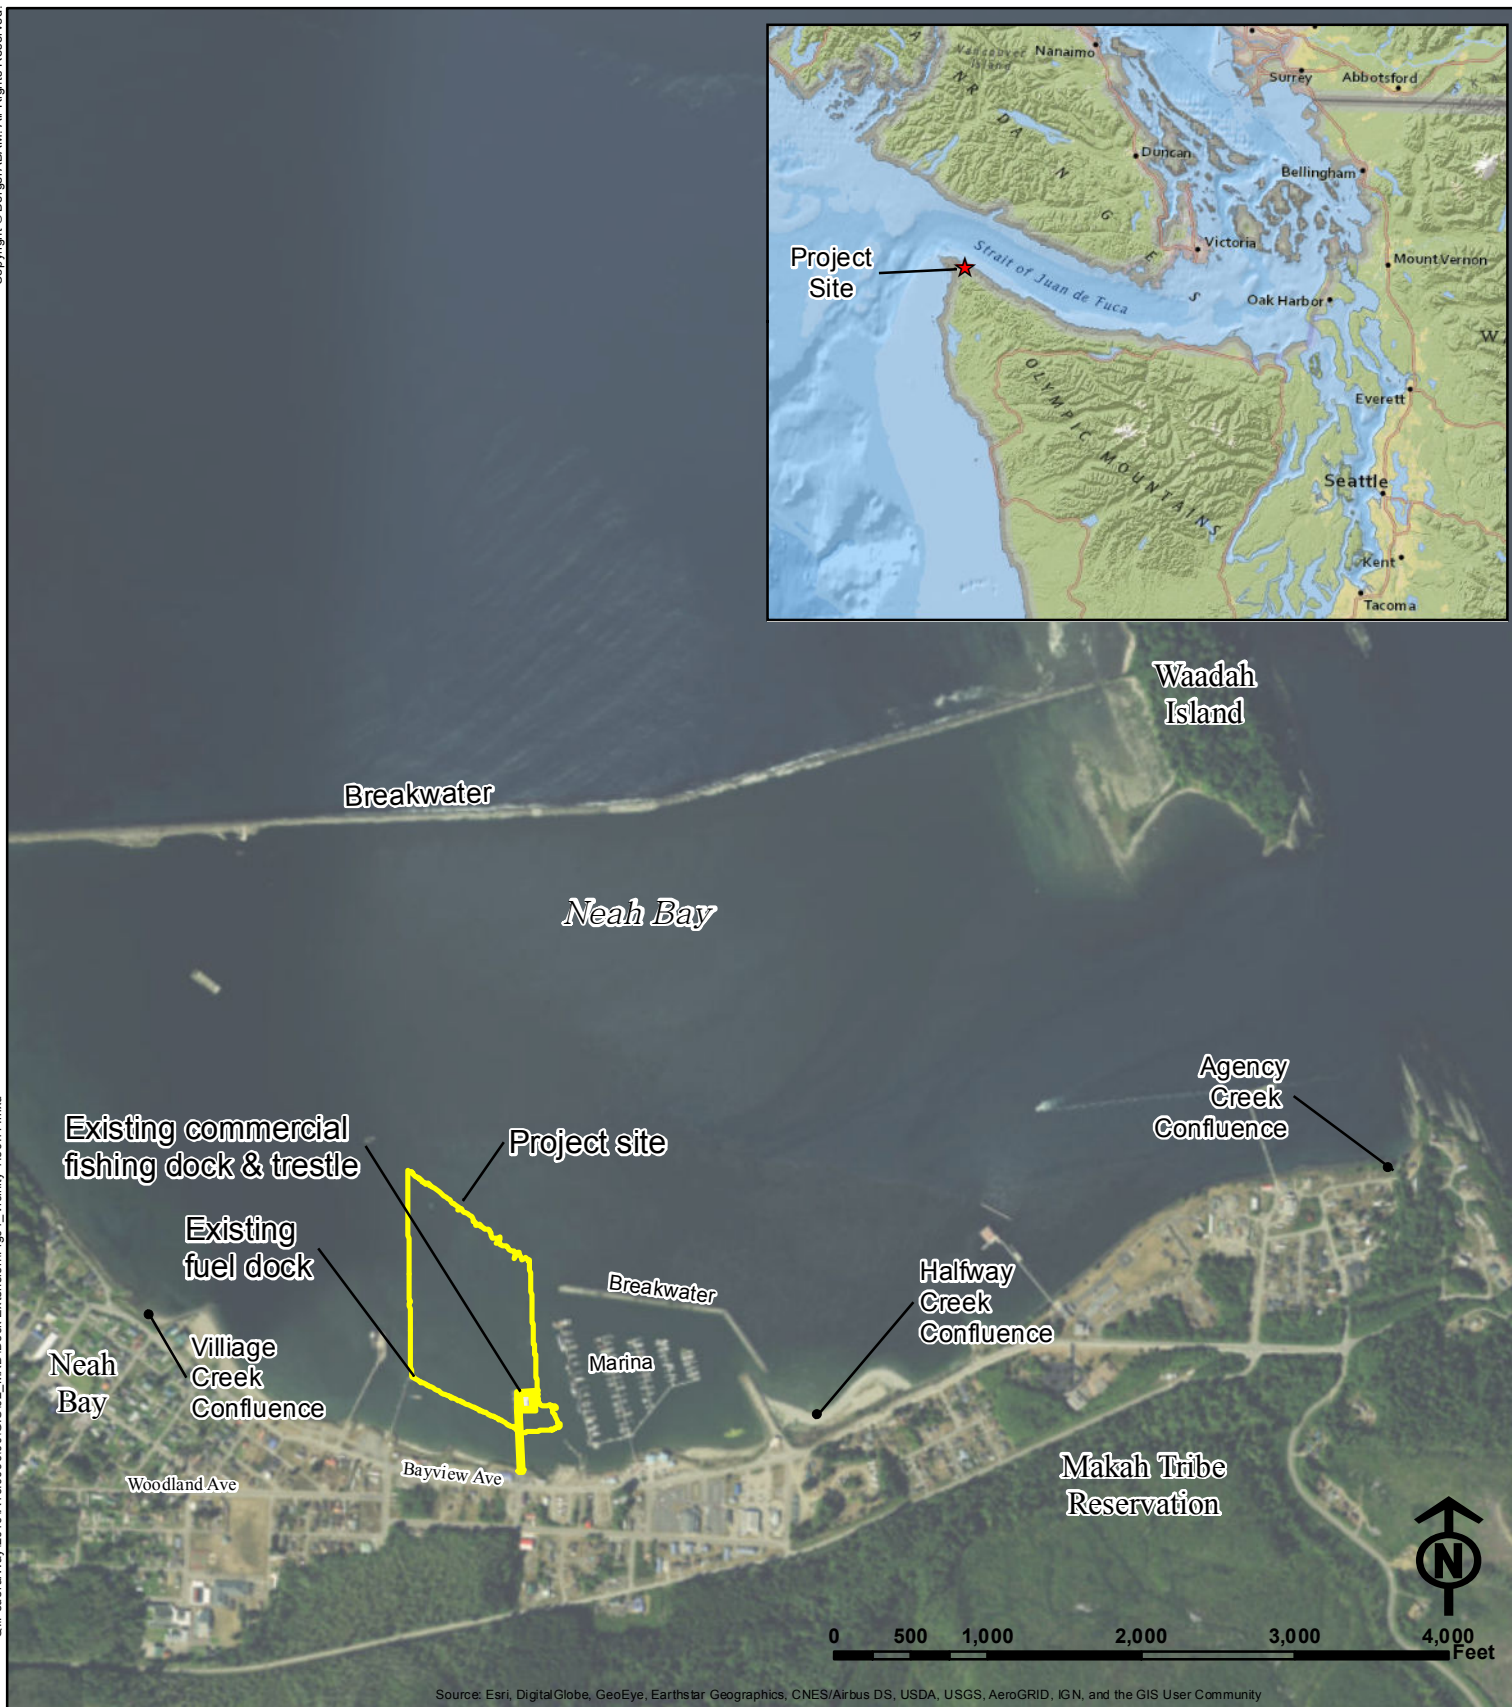 Vancouver
Island
Nanaimo
Surrey
Abbotsford
Duncan
Bellingham
Victoria
Mount Vernon
Project
Site
Strait of Juan de Fuca
Oak Harbor
W
OLYMPIC MOUNTAINS
Everett
Seattle
Kent
Tacoma
Waadah
Island
Breakwater
Neah Bay
Agency
Creek
Confluence
Existing commercial
fishing dock & trestle
Project site
Existing
fuel dock
Breakwater
Halfway
Creek
Confluence
Marina
Villiage
Creek
Confluence
Neah
Bay
Bayview Ave
Woodland Ave
Makah Tribe
Reservation
N
0 500 1,000 2,000 3,000 4,000
Feet
Source: Esri, DigitalGlobe, GeoEye, Earthstar Geographics, CNES/Airbus DS, USDA, USGS, AeroGRID, IGN, and the GIS User Community